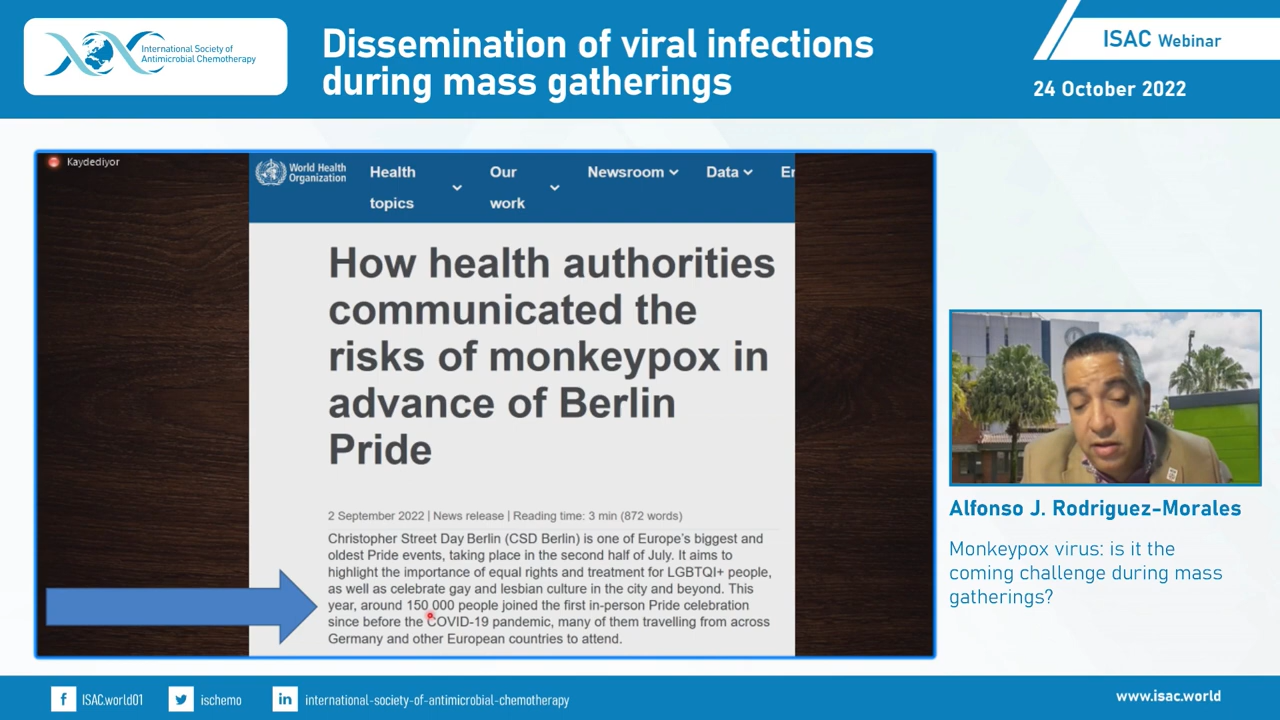 International Society of
Antimicrobial Chemotherapy
Dissemination of viral infections
during mass gatherings
ISAC Webinar
24 October 2022
Kaydediyor
World Health
Organization
Health
topics
Our
work
Newsroom
Data
Er
How health authorities
communicated the
risks of monkeypox in
advance of Berlin
Pride
2 September 2022 | News release | Reading time: 3 min (872 words)
Christopher Street Day Berlin (CSD Berlin) is one of Europe's biggest and
oldest Pride events, taking place in the second half of July. It aims to
highlight the importance of equal rights and treatment for LGBTQI+ people,
as well as celebrate gay and lesbian culture in the city and beyond. This
year, around 150 000 people joined the first in-person Pride celebration
since before the COVID-19 pandemic, many of them travelling from across
Germany and other European countries to attend.
Alfonso J. Rodriguez-Morales
Monkeypox virus: is it the
coming challenge during mass
gatherings?
f ISAC.world01
ischemo
in international-society-of-antimicrobial-chemotherapy
www.isac.world